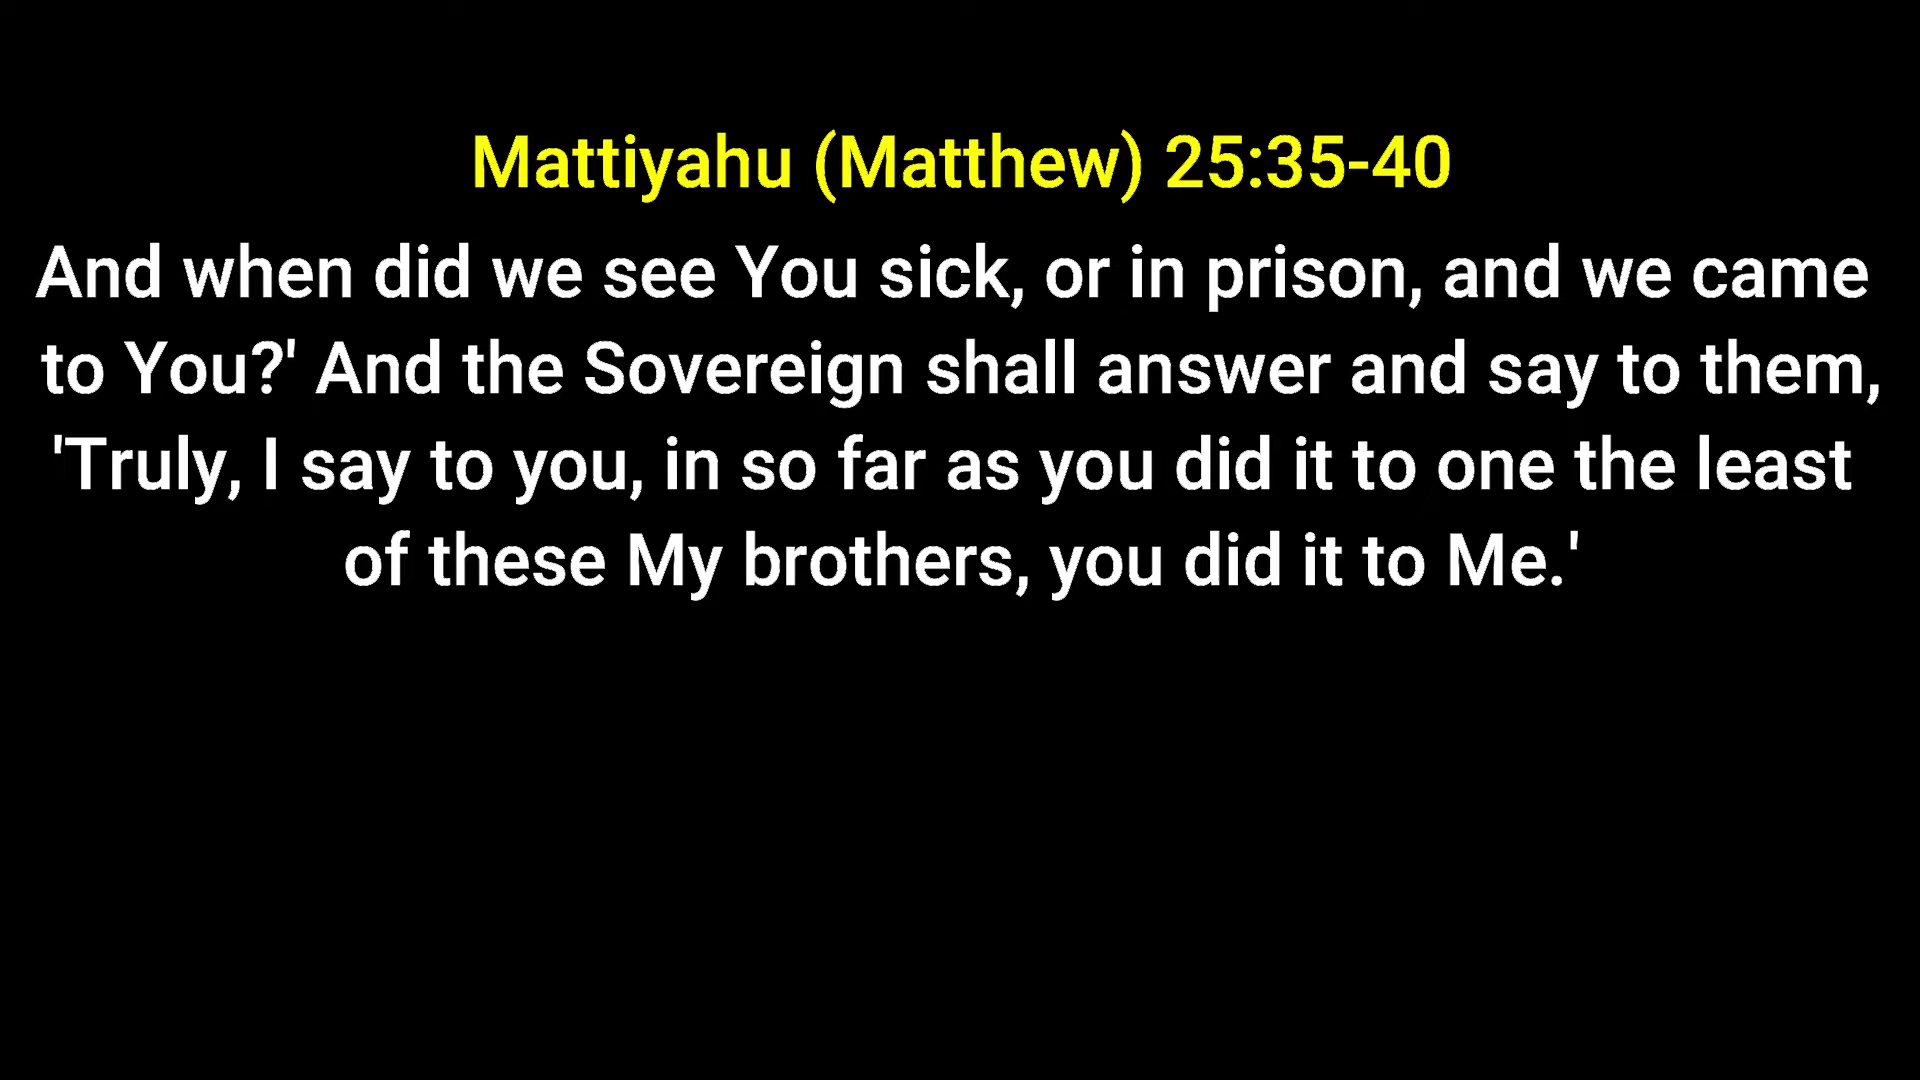 Mattiyahu (Matthew) 25:35-40
And when did we see You sick, or in prison, and we came
to You?' And the Sovereign shall answer and say to them,
'Truly, I say to you, in so far as you did it to one the least
of these My brothers, you did it to Me.'